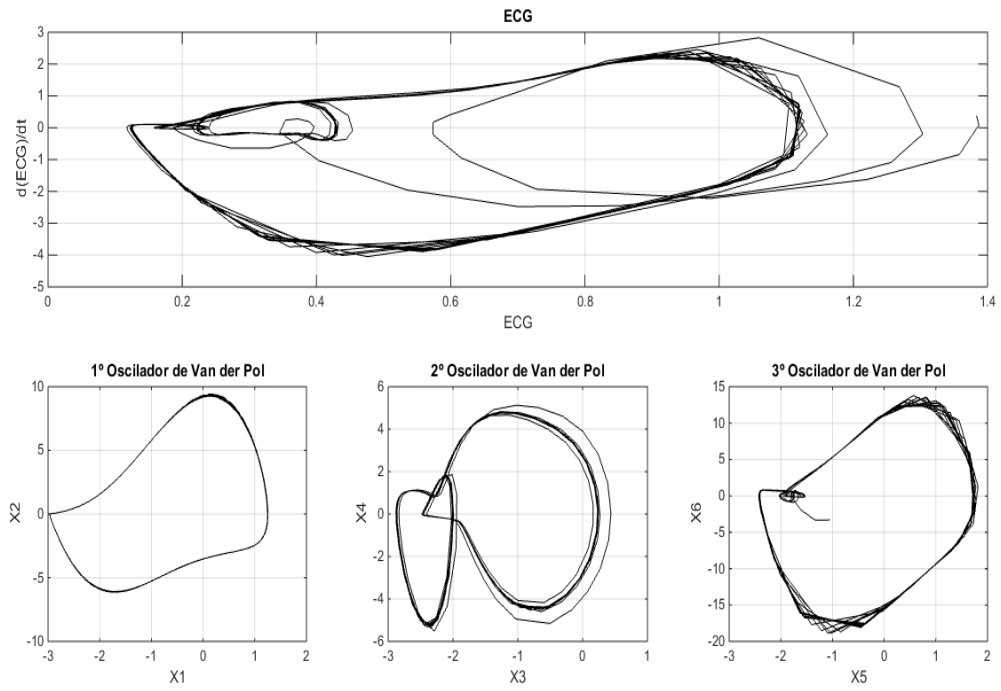 ECG
3
2
1
0
-1
-2
-3
-4
-5
d(ECG)/dt
0 0.2 0.4 0.6 0.8 1 1.2 1.4
ECG
1º Oscilador de Van der Pol
10
5
0
-5
-10
X2
-3 -2 -1 0 1 2
X1
2º Oscilador de Van der Pol
6
4
2
0
-2
-4
-6
X4
-3 -2 -1 0 1
X3
3º Oscilador de Van der Pol
15
10
5
0
-5
-10
-15
-20
X6
-3 -2 -1 0 1 2
X5